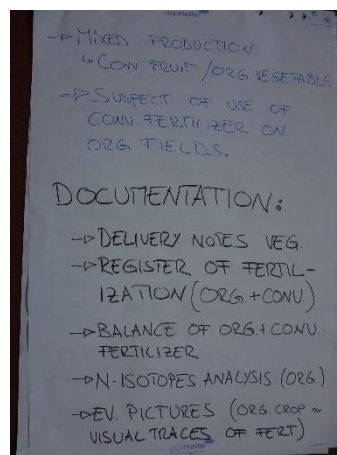 → MIXED PRODUCTION
↳ CONV FRUIT / ORG VEGETABLE
→ SUSPECT OF USE OF
CONV. FERTILIZER ON
ORG FIELDS.
DOCUMENTATION:
→ DELIVERY NOTES VEG.
→ REGISTER OF FERTIL-
IZATION (ORG.+CONV.)
→ BALANCE OF ORG.+CONV.
FERTICIZER
→ N-ISOTOPES ANALYSIS (ORG)
→ EV. PICTURES (ORG. CROP or
VISUAL TRACES OF FERT)